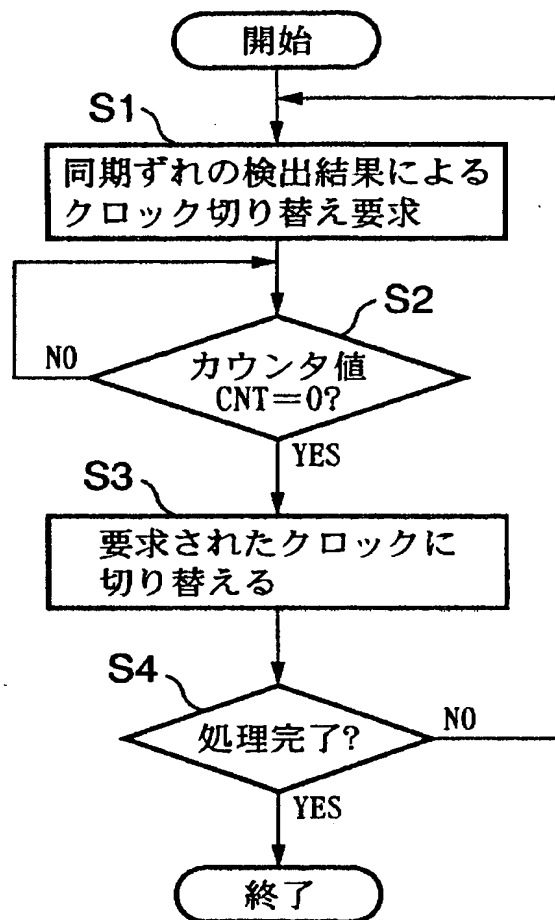 開始
S1
同期ずれの検出結果による
クロック切り替え要求
S2
カウンタ値
CNT=0?
NO
YES
S3
要求されたクロックに
切り替える
S4
処理完了?
NO
YES
終了